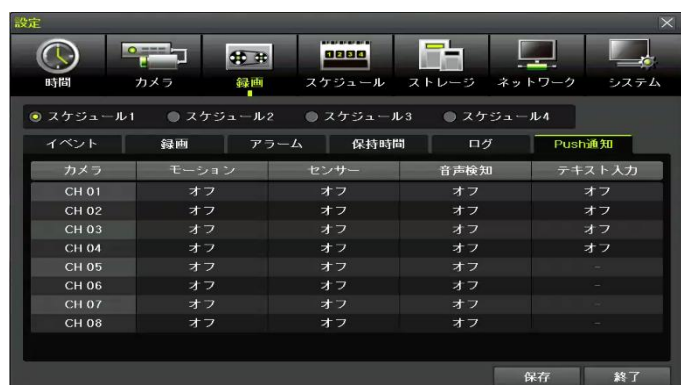 設定
時間 カメラ 録画 スケジュール ストレージ ネットワーク システム
スケジュール1 スケジュール2 スケジュール3 スケジュール4
イベント 録画 アラーム 保持時間 ログ Push通知
カメラ モーション センサー 音声検知 テキスト入力
CH 01 オフ オフ オフ オフ
CH 02 オフ オフ オフ オフ
CH 03 オフ オフ オフ オフ
CH 04 オフ オフ オフ オフ
CH 05 オフ オフ オフ -
CH 06 オフ オフ オフ -
CH 07 オフ オフ オフ -
CH 08 オフ オフ オフ -
保存 終了